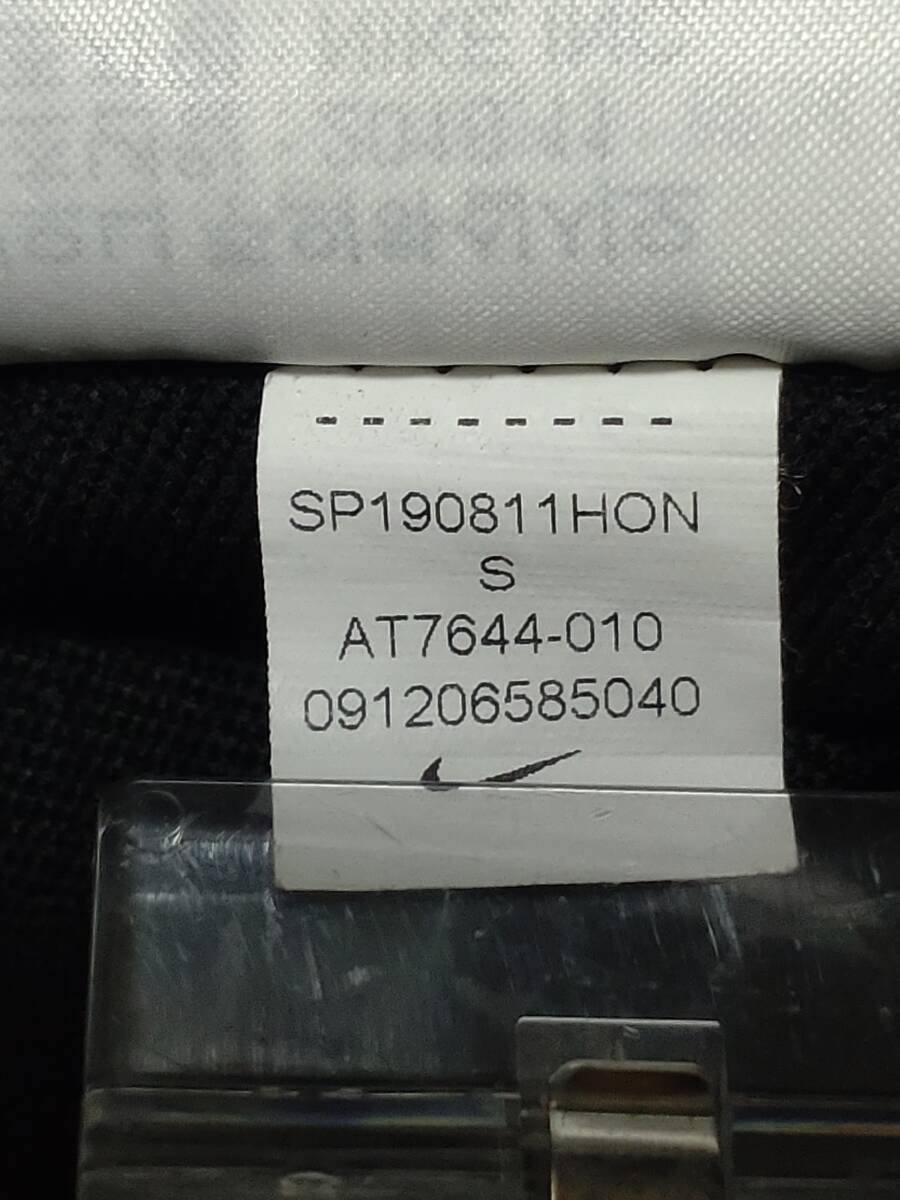 - - - - - - - -
SP190811HON
S
AT7644-010
091206585040